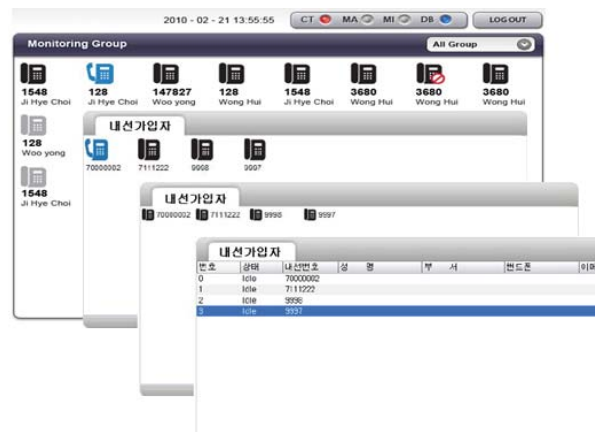 2010 - 02 - 21 13:55:55 CT MA MI DB LOG OUT
Monitoring Group All Group
1548 128 147827 128 1548 3680 3680 3680
Ji Hye Choi Ji Hye Choi Woo yong Wong Hui Ji Hye Choi Wong Hui Wong Hui Wong Hui
128
Woo yong
1548
Ji Hye Choi
내선가입자
70000002 7111222 9998 9997
내선가입자
70000002 7111222 9998 9997
내선가입자
번호 상태 내선번호 성 명 부 서 핸드폰
0 Idle 70000002
1 Idle 7111222
2 Idle 9998
3 Idle 9997